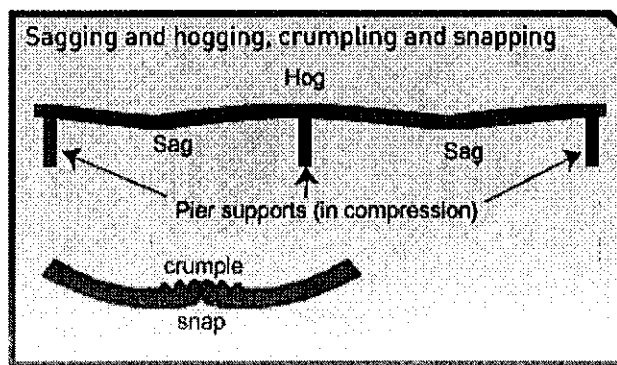 Sagging and hogging, crumpling and snapping
Hog
Sag
Sag
Pier supports (in compression)
crumple
snap